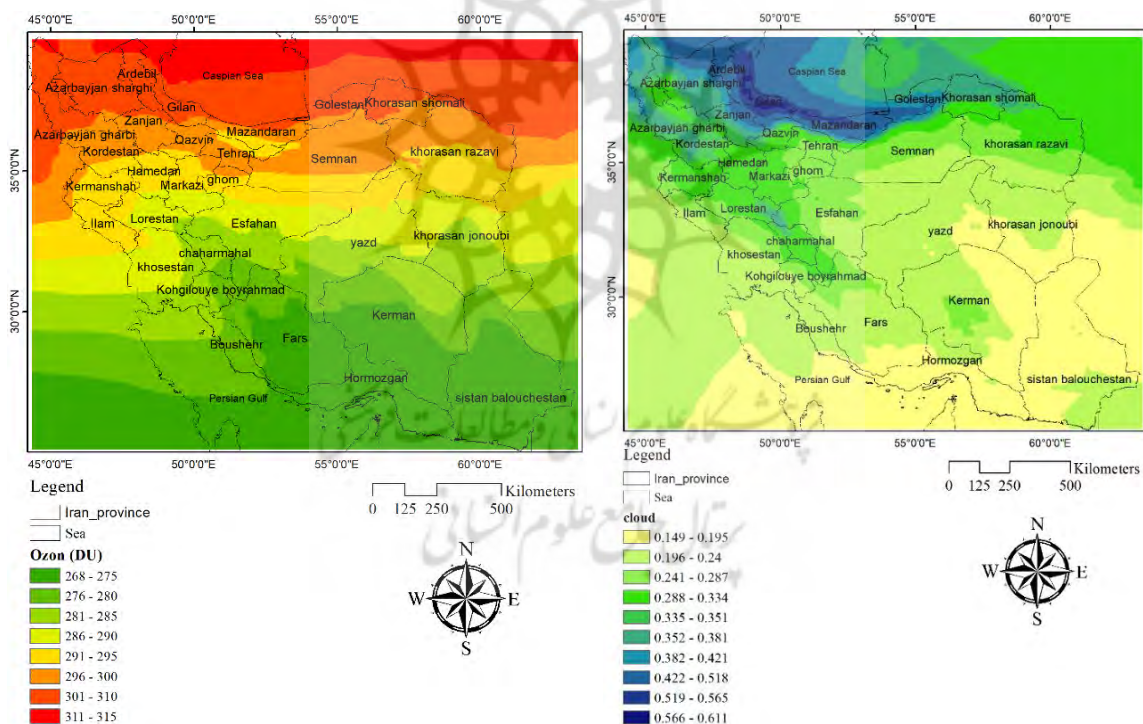 45°0'0"E 50°0'0"E 55°0'0"E 60°0'0"E
35°0'0"N
30°0'0"N
Ardebil
Azarbayjan sharghi
Caspian Sea
Gilan
Golestan
Khorasan shomali
Zanjan
Azarbayjan gharbi
Qazvin
Mazandaran
Kordestan
Tehran
Semnan
khorasan razavi
Hamedan
ghom
Kermanshah
Markazi
Ilam
Lorestan
Esfahan
yazd
khorasan jonoubi
chaharmahal
khosestan
Kohgilouye boyrahmad
Kerman
Fars
Boushehr
Hormozgan
Persian Gulf
sistan balouchestan
45°0'0"E 50°0'0"E 55°0'0"E 60°0'0"E
Legend
Iran_province
Sea
Ozon (DU)
268 - 275
276 - 280
281 - 285
286 - 290
291 - 295
296 - 300
301 - 310
311 - 315
Kilometers
0 125 250 500
N
W E
S
45°0'0"E 50°0'0"E 55°0'0"E 60°0'0"E
35°0'0"N
30°0'0"N
Ardebil
Caspian Sea
Azarbayjan sharghi
Gilan
Golestan
Khorasan shomali
Zanjan
Mazandaran
Azarbayjan gharbi
Qazvin
Kordestan
Tehran
Semnan
khorasan razavi
Hamedan
ghom
Kermanshah
Markazi
Ilam
Lorestan
Esfahan
yazd
khorasan jonoubi
chaharmahal
khosestan
Kohgilouye boyrahmad
Kerman
Boushehr
Fars
Hormozgan
Persian Gulf
sistan balouchestan
45°0'0"E 50°0'0"E 55°0'0"E 60°0'0"E
Legend
Iran_province
Sea
cloud
0.149 - 0.195
0.196 - 0.24
0.241 - 0.287
0.288 - 0.334
0.335 - 0.351
0.352 - 0.381
0.382 - 0.421
0.422 - 0.518
0.519 - 0.565
0.566 - 0.611
Kilometers
0 125 250 500
N
W E
S
پژوهشگاه علوم انسانی و مطالعات فرهنگی
پرتال جامع علوم انسانی